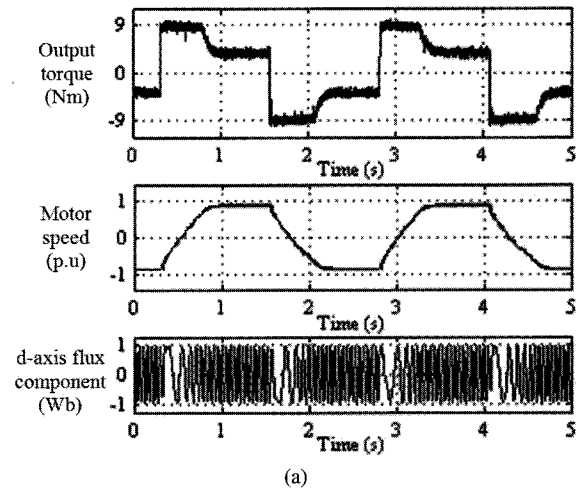 Output
torque
(Nm)
9
0
-9
0 1 2 3 4 5
Time (s)
Motor
speed
(p.u)
1
0
-1
0 1 2 3 4 5
Time (s)
d-axis flux
component
(Wb)
1
0
-1
0 1 2 3 4 5
Time (s)
(a)